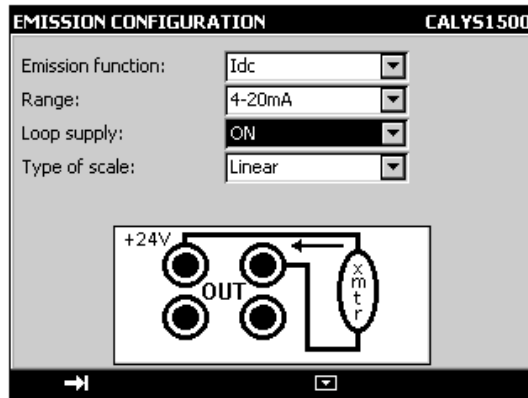 EMISSION CONFIGURATION CALYS1500
Emission function: Idc
Range: 4-20mA
Loop supply: ON
Type of scale: Linear
+24V
OUT
xmtr